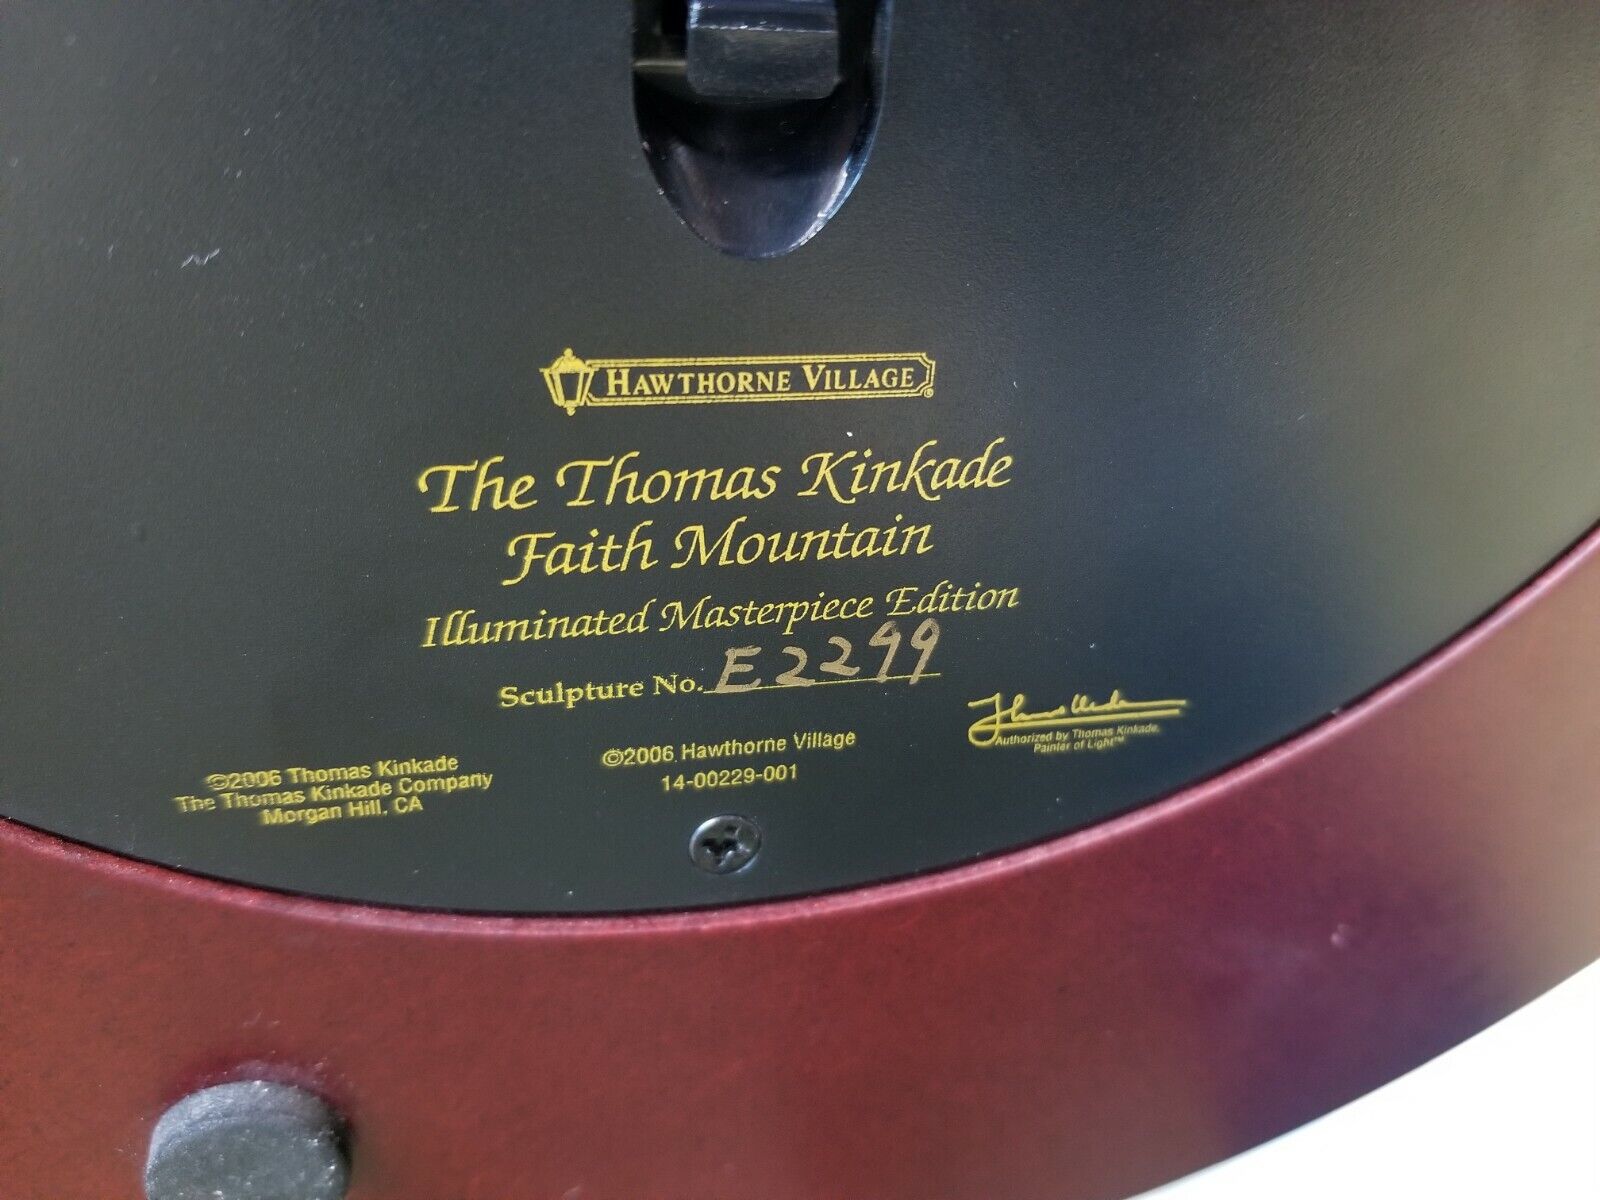 HAWTHORNE VILLAGE®
The Thomas Kinkade
Faith Mountain
Illuminated Masterpiece Edition
Sculpture No. E2299
©2006 Thomas Kinkade
The Thomas Kinkade Company
Morgan Hill, CA
©2006 Hawthorne Village
14-00229-001
Authorized by Thomas Kinkade,
Painter of Light™